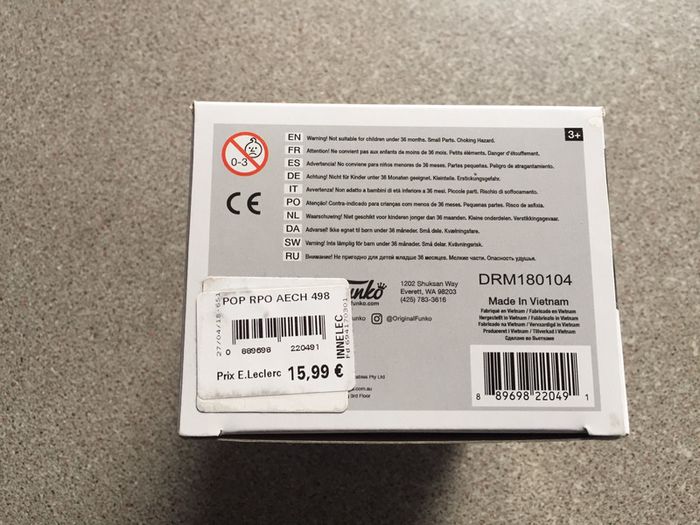 0-3
3+
EN Warning! Not suitable for children under 36 months. Small Parts. Choking Hazard.
FR Attention! Ne convient pas aux enfants de moins de 36 mois. Petits éléments. Danger d'étouffement.
ES Advertencia! No conviene para niños menores de 36 meses. Partes pequeñas. Peligro de atragantamiento.
DE Achtung! Nicht für Kinder unter 36 Monaten geeignet. Kleinteile. Erstickungsgefahr.
IT Avvertenza! Non adatto a bambini di età inferiore a 36 mesi. Piccole parti. Rischio di soffocamento.
PO Atenção! Contra-indicado para crianças com menos de 36 meses. Pequenas partes. Risco de asfixia.
NL Waarschuwing! Niet geschikt voor kinderen jonger dan 36 maanden. Kleine onderdelen. Verstikkingsgevaar.
DA Advarsel! Ikke egnet til børn under 36 måneder. Små dele. Kvælningsfare.
SW Varning! Inte lämplig för barn under 36 månader. Små delar. Kvävningsrisk.
RU Внимание! Не пригодно для детей младше 36 месяцев. Мелкие части. Опасность удушья.
CE
1202 Shuksan Way
Everett, WA 98203
(425) 783-3616
@OriginalFunko
DRM180104
Made In Vietnam
Fabriqué en Vietnam / Fabricado en Vietnam
Hergestellt in Vietnam / Fabbricato in Vietnam
Fabricado na Vietnam / Vervaardigd in Vietnam
Produceret i Vietnam / Tillverkad i Vietnam
Сделано во Вьетнаме
8 89698 22049 1
POP RPO AECH 498
27/04/18-651
0 889698 220491
INNELEC
Prix E.Leclerc 15,99 €
Pty Ltd
3rd Floor